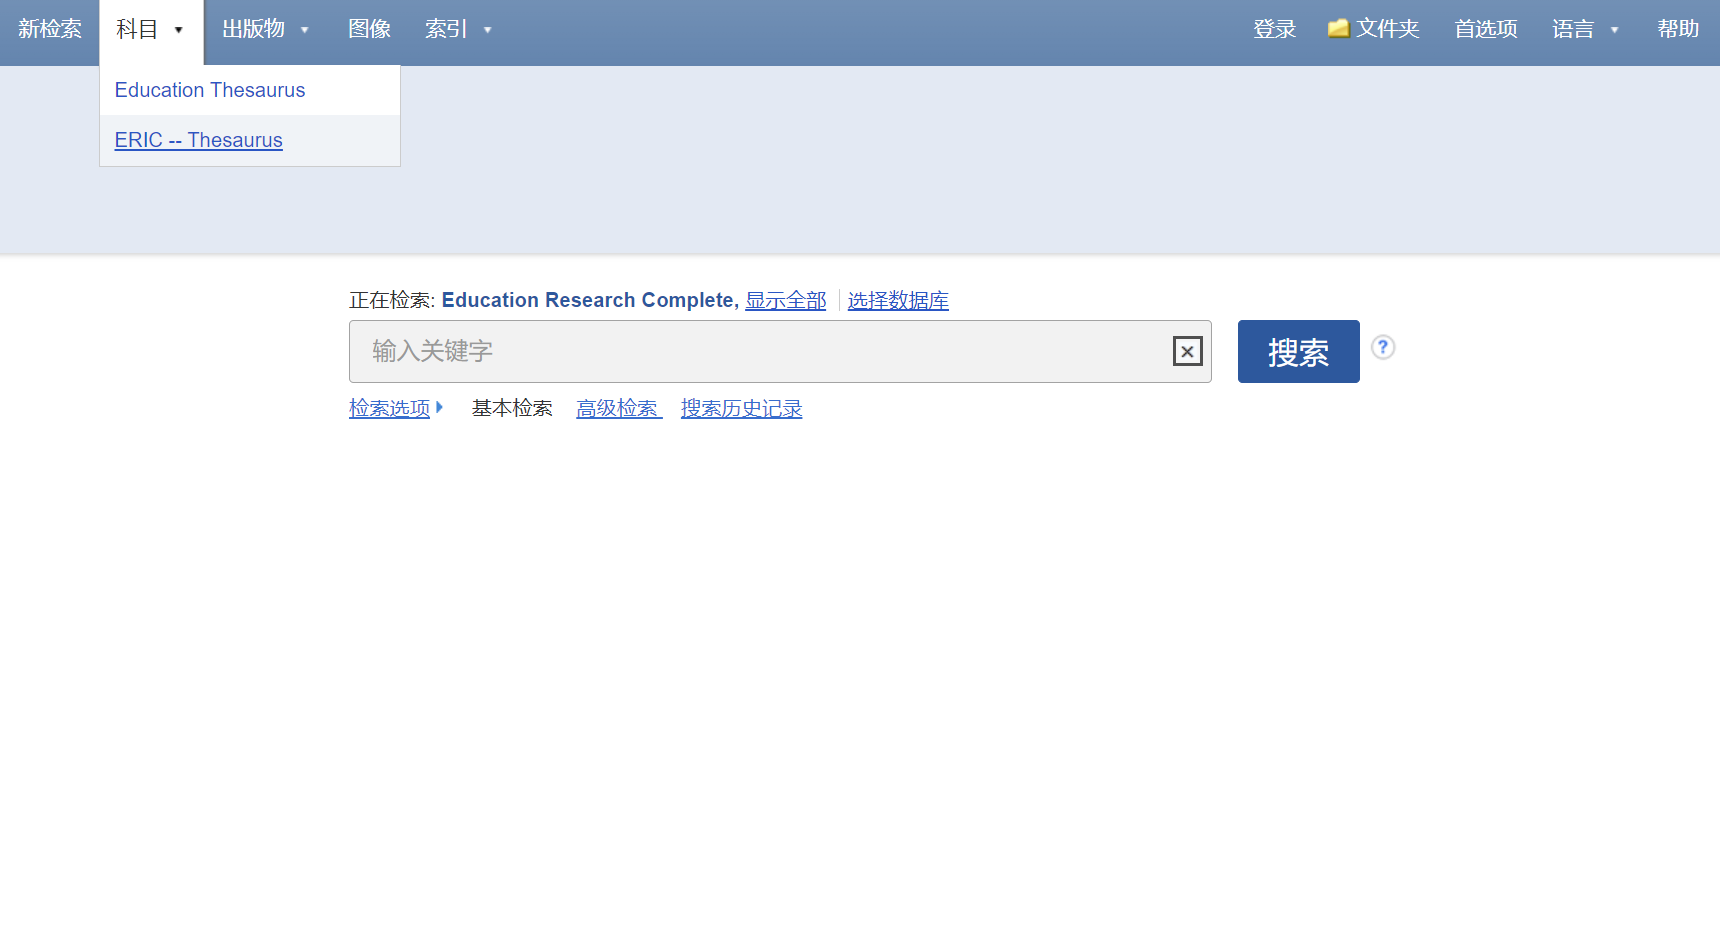 新检索 科目 出版物 图像 索引 登录 文件夹 首选项 语言 帮助
Education Thesaurus
ERIC -- Thesaurus
正在检索: Education Research Complete, 显示全部 选择数据库
输入关键字 搜索 ?
检索选项 基本检索 高级检索 搜索历史记录